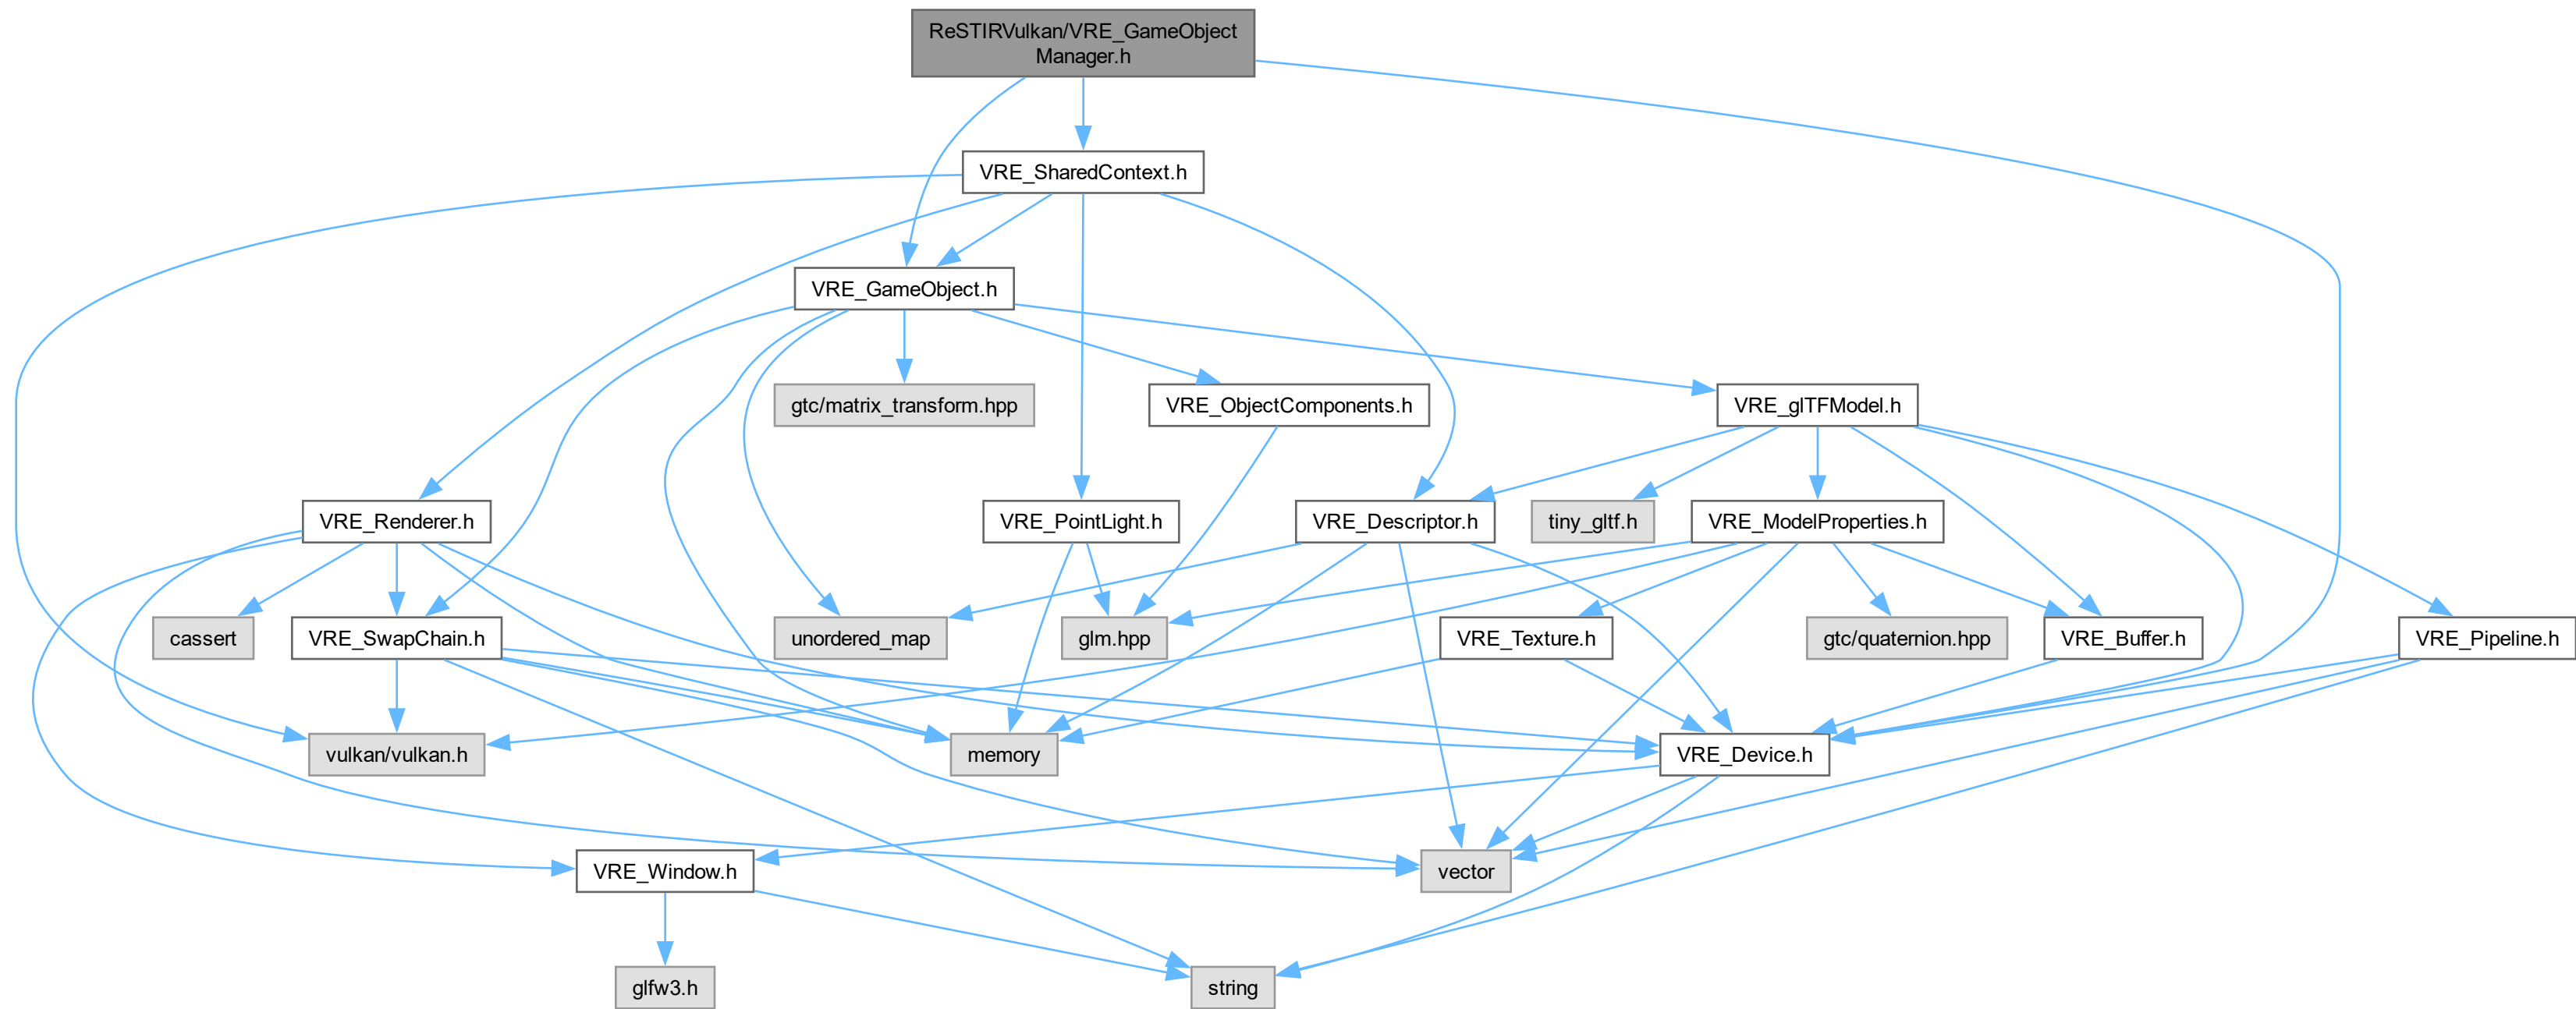 ReSTIRVulkan/VRE_GameObject
Manager.h
VRE_SharedContext.h
VRE_GameObject.h
gtc/matrix_transform.hpp
VRE_ObjectComponents.h
VRE_glTFModel.h
VRE_Renderer.h
VRE_PointLight.h
VRE_Descriptor.h
tiny_gltf.h
VRE_ModelProperties.h
cassert
VRE_SwapChain.h
unordered_map
glm.hpp
VRE_Texture.h
gtc/quaternion.hpp
VRE_Buffer.h
VRE_Pipeline.h
vulkan/vulkan.h
memory
VRE_Device.h
VRE_Window.h
vector
glfw3.h
string